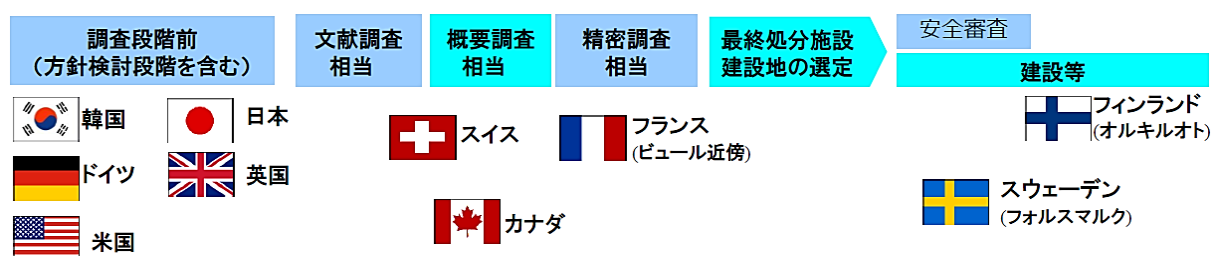 調査段階前
（方針検討段階を含む）
文献調査
相当
概要調査
相当
精密調査
相当
最終処分施設
建設地の選定
安全審査
建設等
韓国
日本
ドイツ
英国
米国
スイス
カナダ
フランス
(ビュール近傍)
フィンランド
(オルキルオト)
スウェーデン
(フォルスマルク)